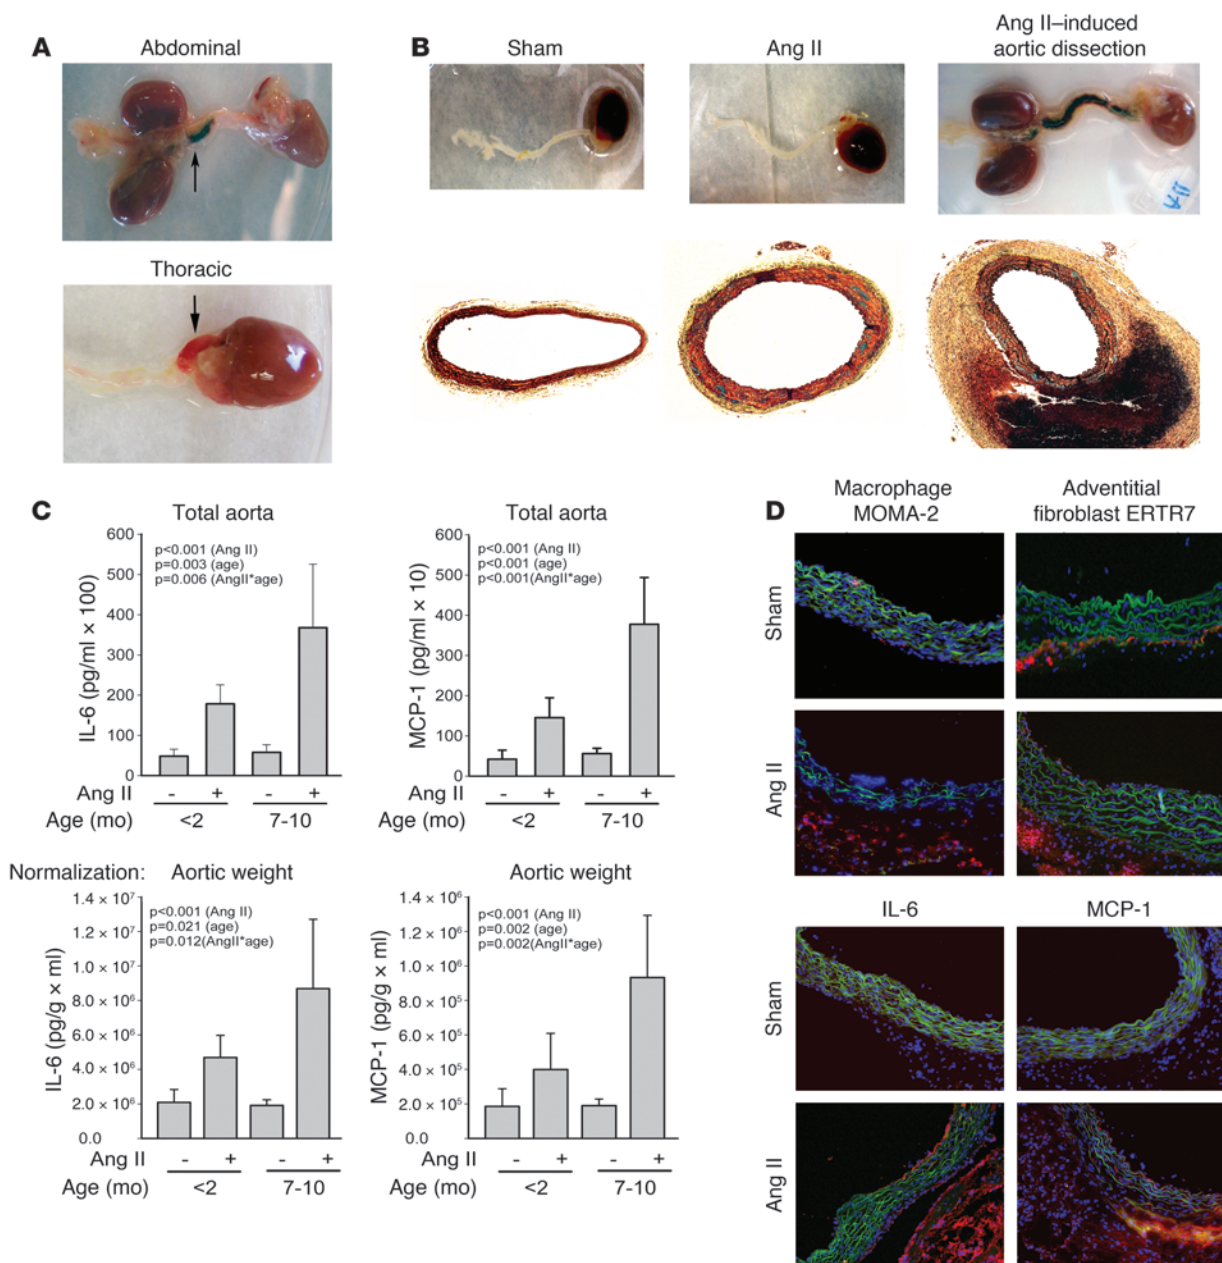 A
Abdominal
Thoracic
B
Sham
Ang II
Ang II–induced
aortic dissection
C
Total aorta
600
500
400
300
200
100
0
IL-6 (pg/ml × 100)
p<0.001 (Ang II)
p=0.003 (age)
p=0.006 (AngII*age)
Ang II - + - +
Age (mo) <2 7-10
Total aorta
600
500
400
300
200
100
0
MCP-1 (pg/ml × 10)
p<0.001 (Ang II)
p<0.001 (age)
p<0.001(AngII*age)
Ang II - + - +
Age (mo) <2 7-10
Normalization: Aortic weight
1.4 × 10⁷
1.2 × 10⁷
1.0 × 10⁷
8.0 × 10⁶
6.0 × 10⁶
4.0 × 10⁶
2.0 × 10⁶
0.0
IL-6 (pg/g × ml)
p<0.001 (Ang II)
p=0.021 (age)
p=0.012(AngII*age)
Ang II - + - +
Age (mo) <2 7-10
Aortic weight
1.4 × 10⁶
1.2 × 10⁶
1.0 × 10⁶
8.0 × 10⁵
6.0 × 10⁵
4.0 × 10⁵
2.0 × 10⁵
0.0
MCP-1 (pg/g × ml)
p<0.001 (Ang II)
p=0.002 (age)
p=0.002(AngII*age)
Ang II - + - +
Age (mo) <2 7-10
D
Macrophage
MOMA-2
Adventitial
fibroblast ERTR7
Sham
Ang II
IL-6
MCP-1
Sham
Ang II